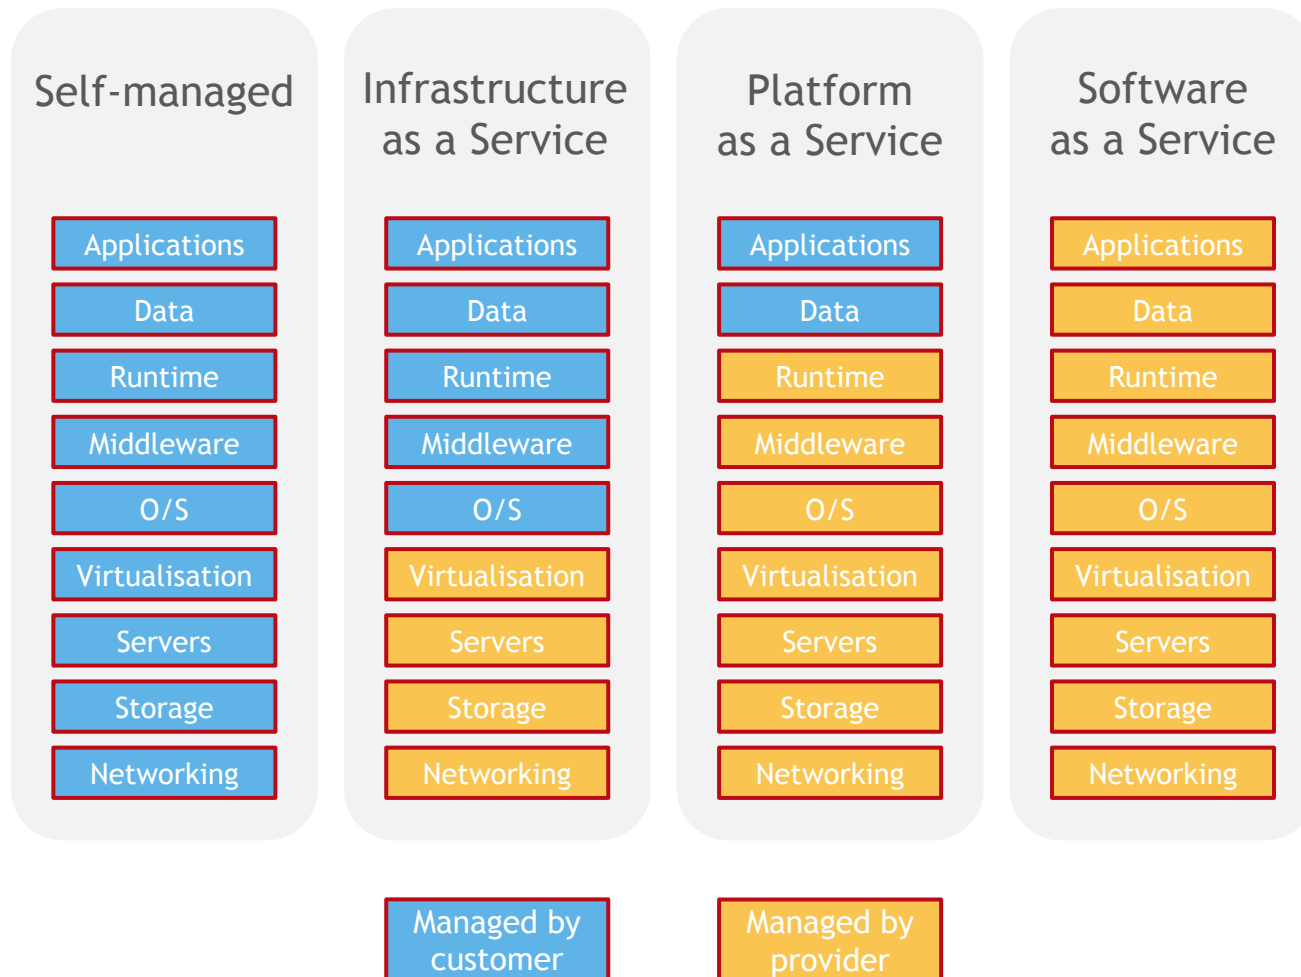 Self-managed
Applications
Data
Runtime
Middleware
O/S
Virtualisation
Servers
Storage
Networking
Infrastructure
as a Service
Applications
Data
Runtime
Middleware
O/S
Virtualisation
Servers
Storage
Networking
Platform
as a Service
Applications
Data
Runtime
Middleware
O/S
Virtualisation
Servers
Storage
Networking
Software
as a Service
Applications
Data
Runtime
Middleware
O/S
Virtualisation
Servers
Storage
Networking
Managed by
customer
Managed by
provider